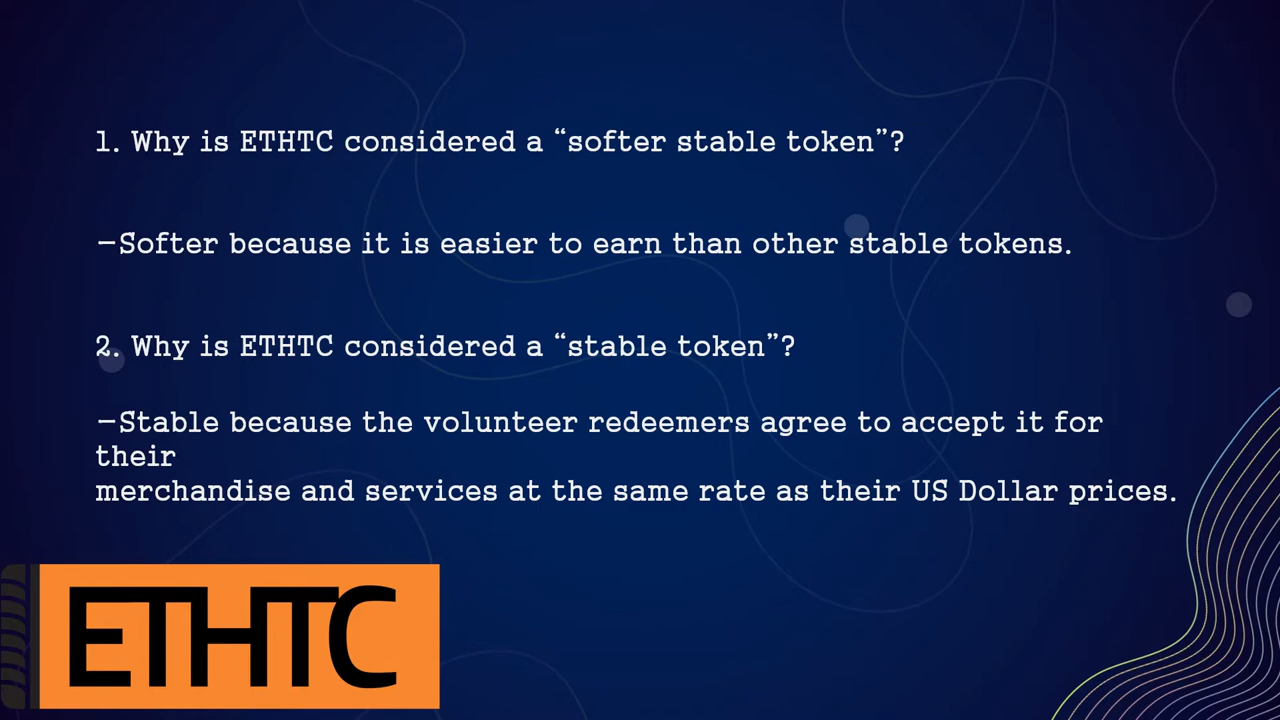 1. Why is ETHTC considered a “softer stable token”?
–Softer because it is easier to earn than other stable tokens.
2. Why is ETHTC considered a “stable token”?
–Stable because the volunteer redeemers agree to accept it for
their
merchandise and services at the same rate as their US Dollar prices.
ETHTC